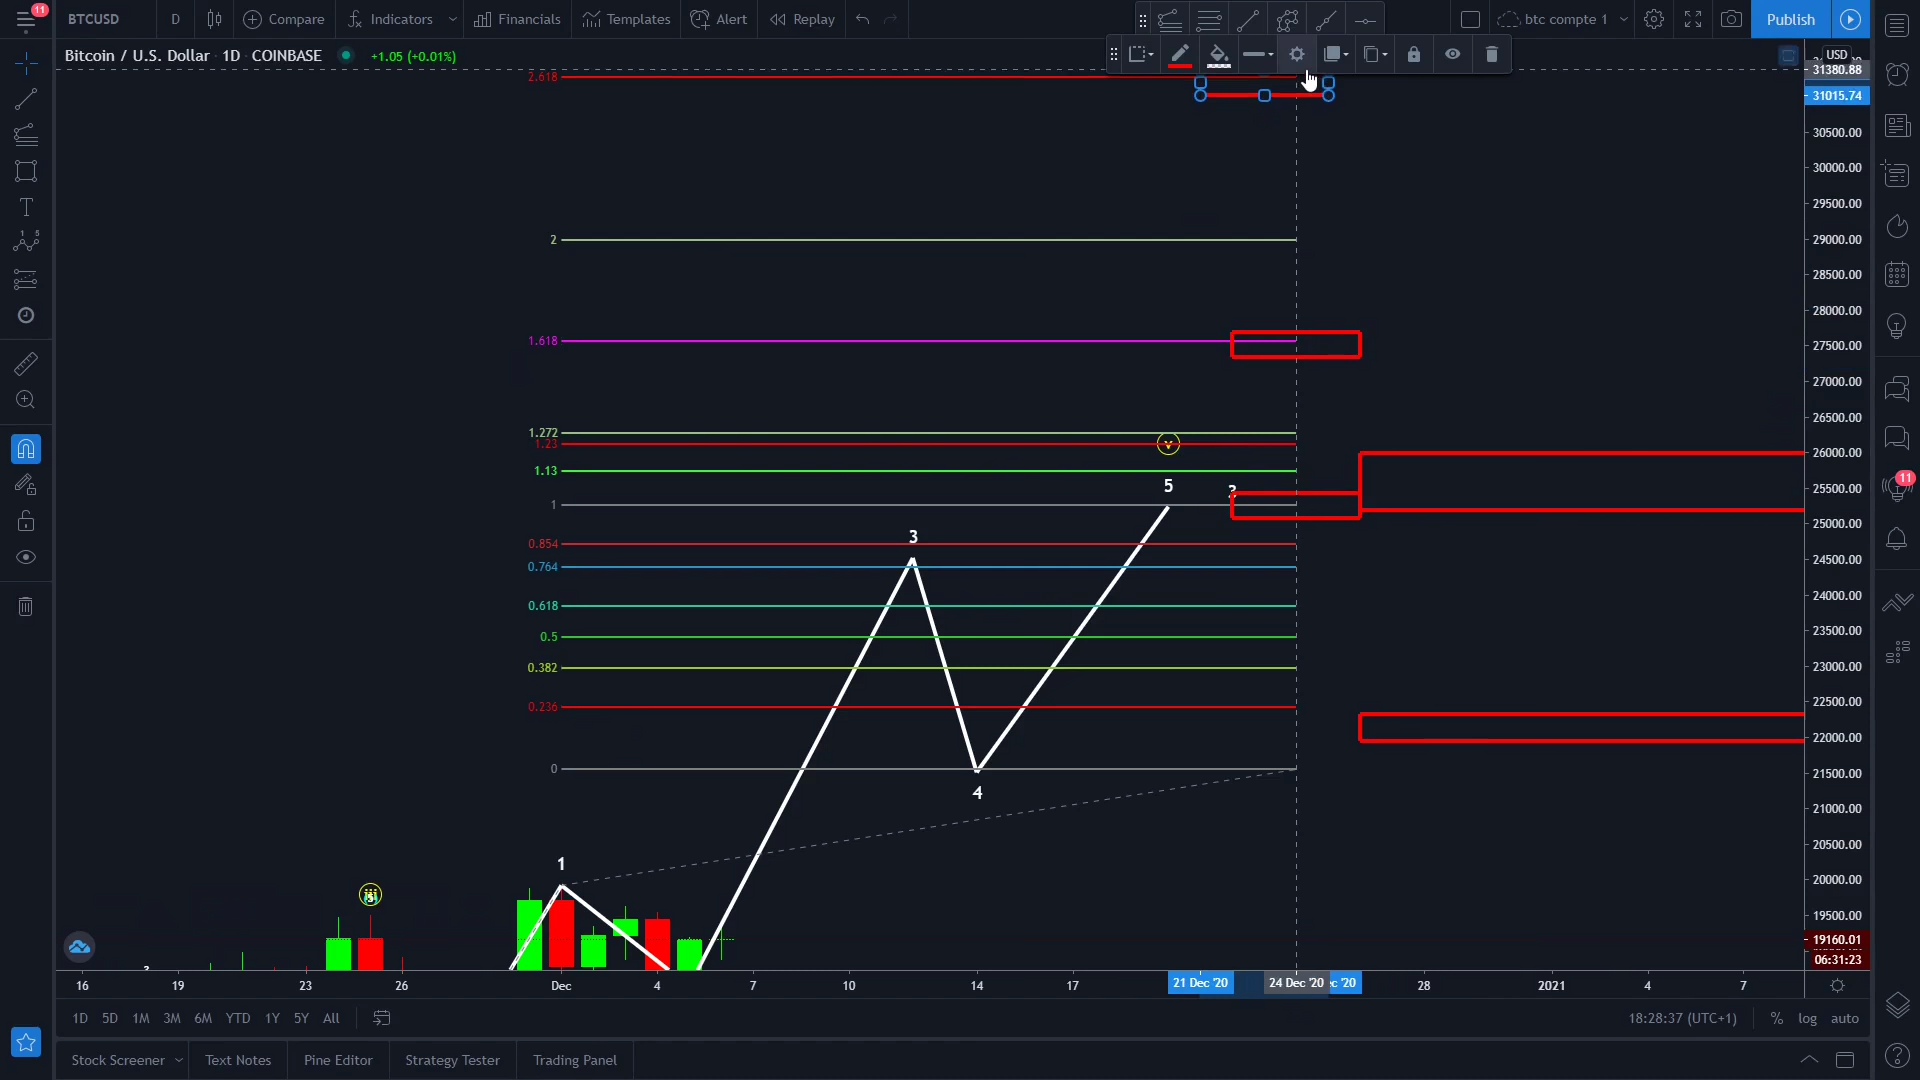 11
BTCUSD
D
Compare
Indicators
Financials
Templates
Alert
Replay
btc compte 1
Publish
Bitcoin / U.S. Dollar 1D COINBASE
+1.05 (+0.01%)
USD
31380.88
31015.74
30500.00
30000.00
29500.00
29000.00
28500.00
28000.00
27500.00
27000.00
26500.00
26000.00
25500.00
25000.00
24500.00
24000.00
23500.00
23000.00
22500.00
22000.00
21500.00
21000.00
20500.00
20000.00
19500.00
19160.01
06:31:23
11
2.618
2
1.618
1.272
1.23
1.13
1
0.854
0.764
0.618
0.5
0.382
0.236
0
v
5
3
4
1
16
19
23
26
Dec
4
7
10
14
17
21 Dec '20
24 Dec '20
28
2021
4
7
1D
5D
1M
3M
6M
YTD
1Y
5Y
All
18:28:37 (UTC+1)
%
log
auto
Stock Screener
Text Notes
Pine Editor
Strategy Tester
Trading Panel